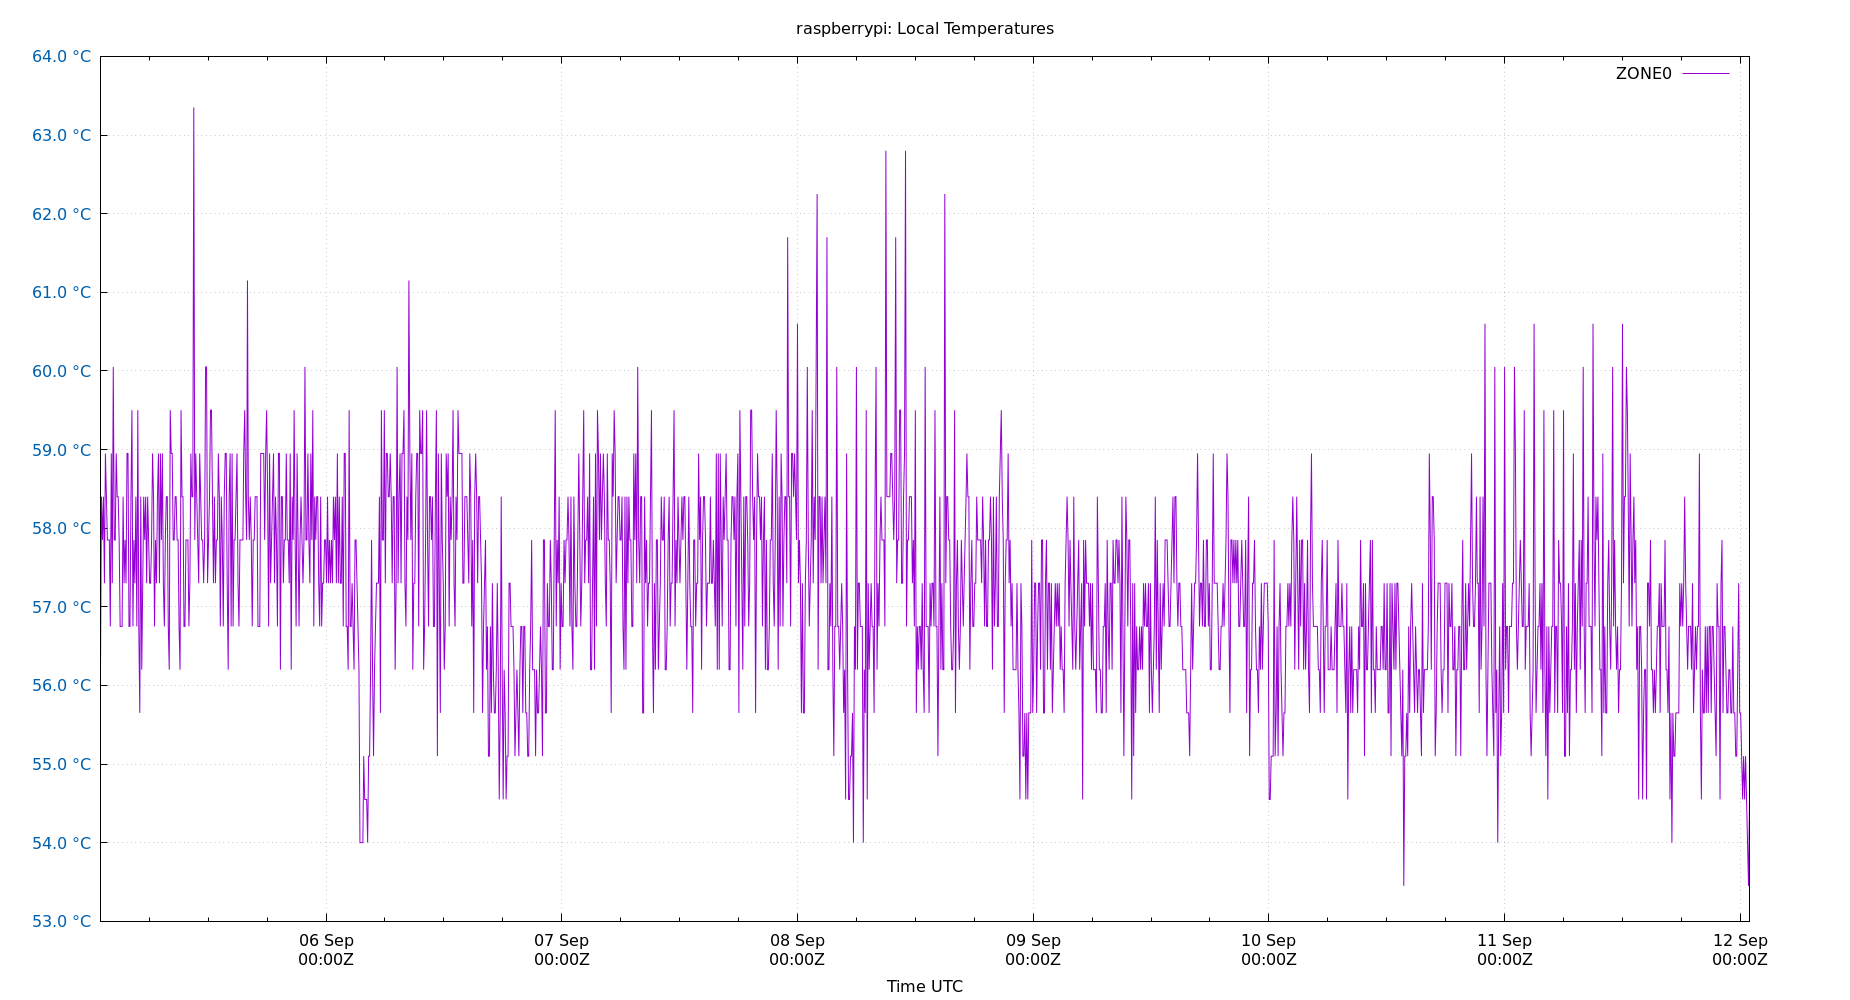 raspberrypi: Local Temperatures
64.0 °C
ZONE0
63.0 °C
62.0 °C
61.0 °C
60.0 °C
59.0 °C
58.0 °C
57.0 °C
56.0 °C
55.0 °C
54.0 °C
53.0 °C
06 Sep 07 Sep 08 Sep 09 Sep 10 Sep 11 Sep 12 Sep
00:00Z 00:00Z 00:00Z 00:00Z 00:00Z 00:00Z 00:00Z
Time UTC